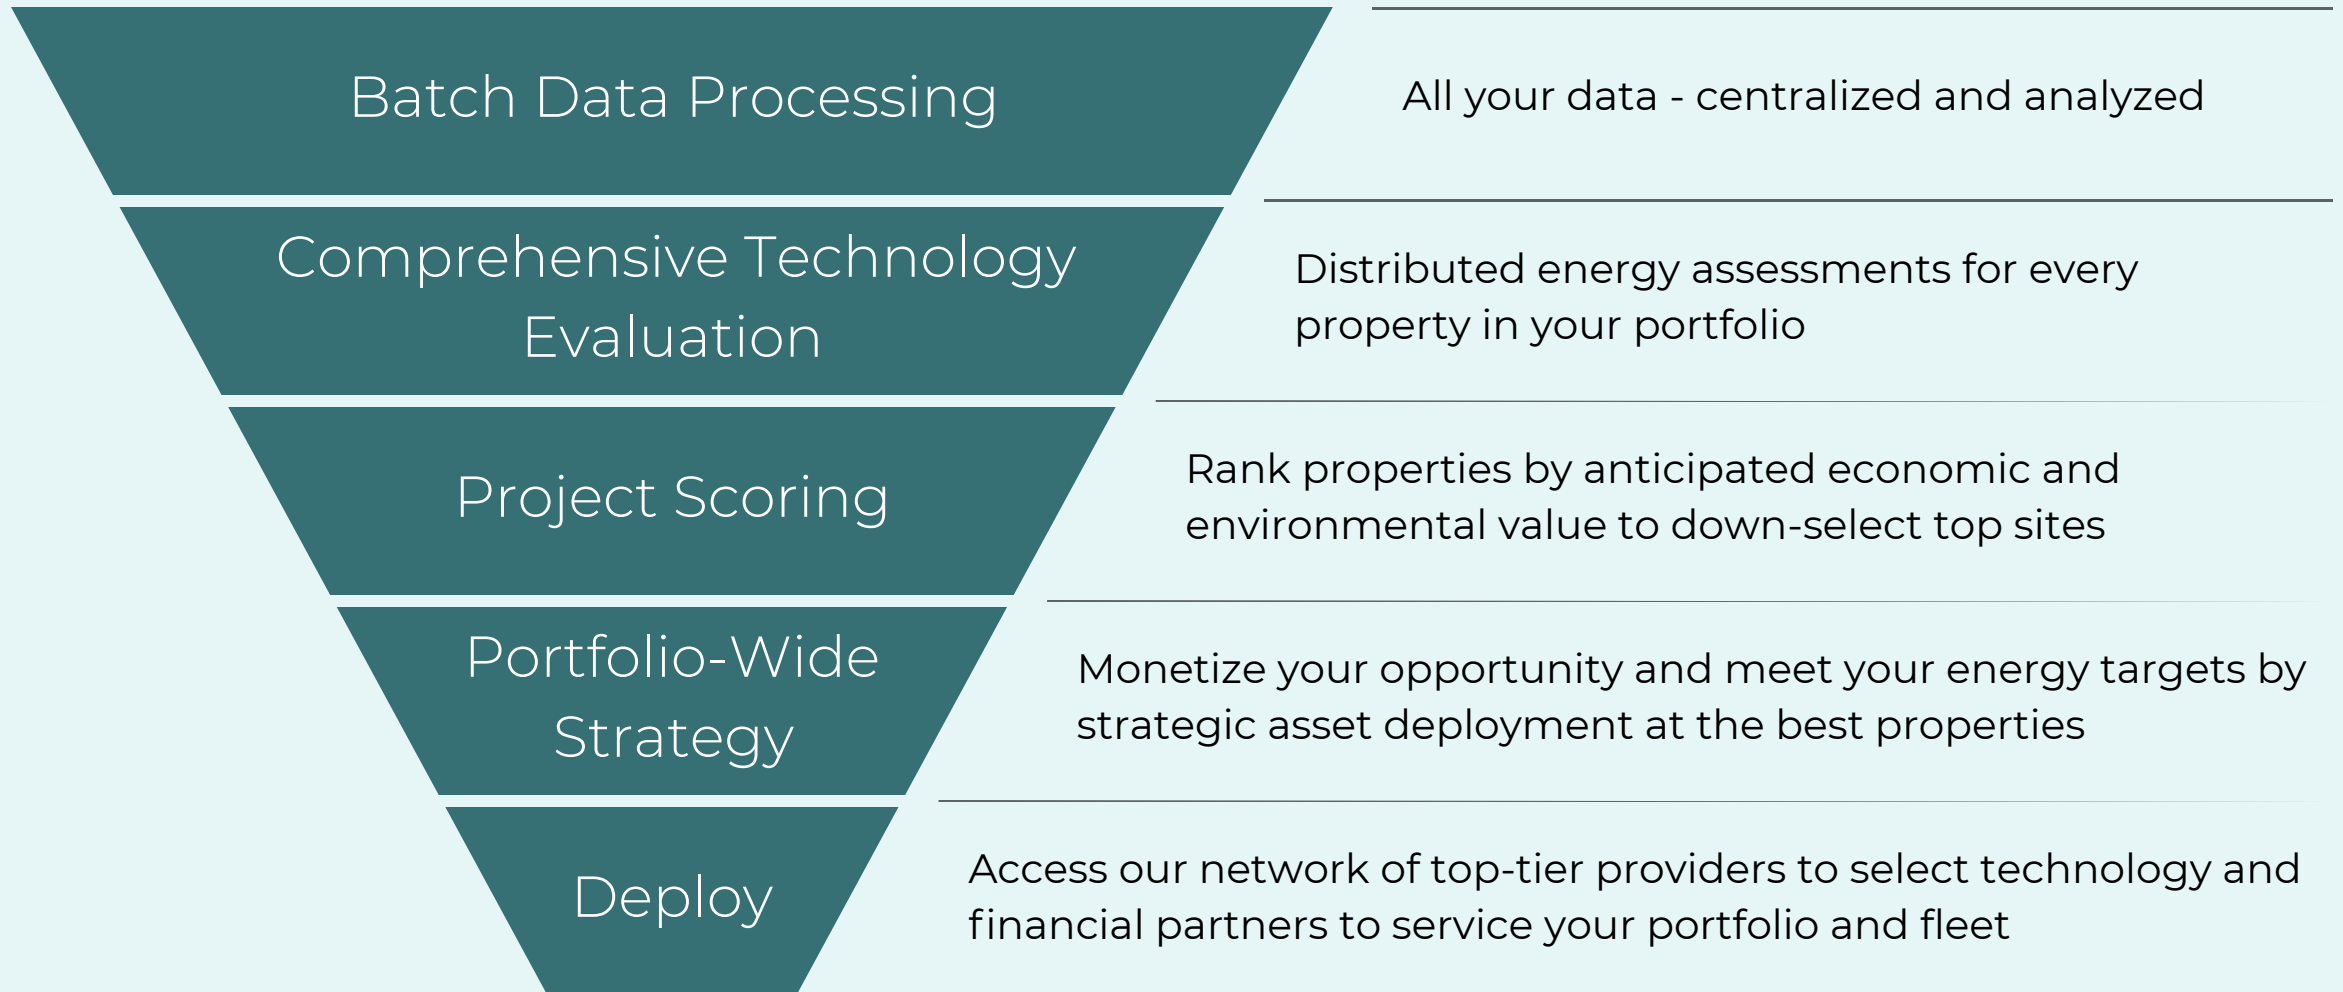 Batch Data Processing
All your data - centralized and analyzed
Comprehensive Technology
Evaluation
Distributed energy assessments for every
property in your portfolio
Project Scoring
Rank properties by anticipated economic and
environmental value to down-select top sites
Portfolio-Wide
Strategy
Monetize your opportunity and meet your energy targets by
strategic asset deployment at the best properties
Deploy
Access our network of top-tier providers to select technology and
financial partners to service your portfolio and fleet